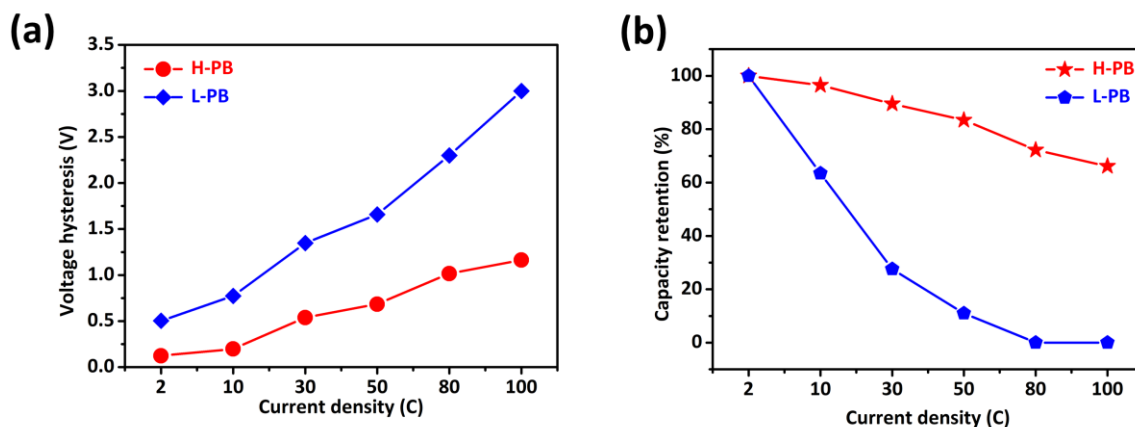 (a)
3.5
3.0
2.5
2.0
1.5
1.0
0.5
0.0
Voltage hysteresis (V)
H-PB
L-PB
2 10 30 50 80 100
Current density (C)
(b)
100
80
60
40
20
0
Capacity retention (%)
H-PB
L-PB
2 10 30 50 80 100
Current density (C)